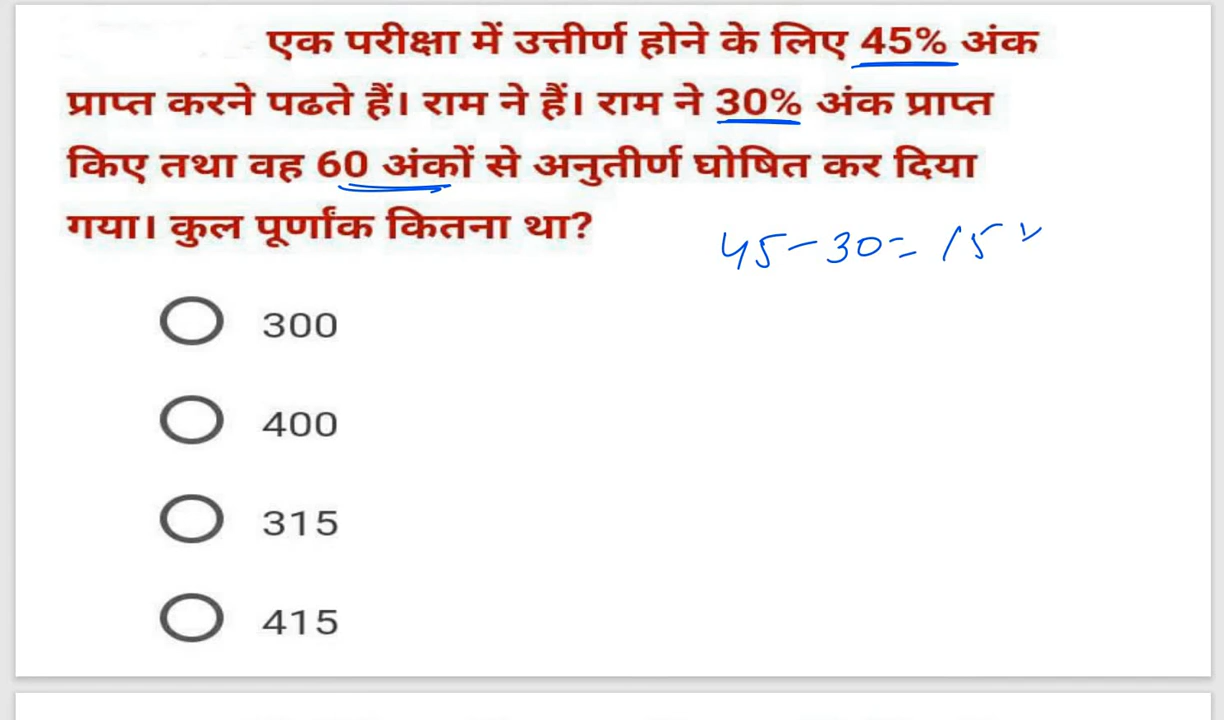 एक परीक्षा में उत्तीर्ण होने के लिए 45% अंक
प्राप्त करने पढते हैं। राम ने हैं। राम ने 30% अंक प्राप्त
किए तथा वह 60 अंकों से अनुतीर्ण घोषित कर दिया
गया। कुल पूर्णांक कितना था?
45-30= 15
300
400
315
415